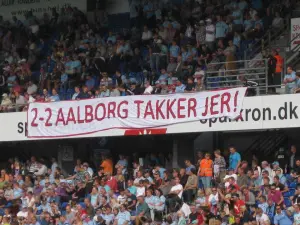 2-2 AALBORG TAKKER JER!
sparkron.dk